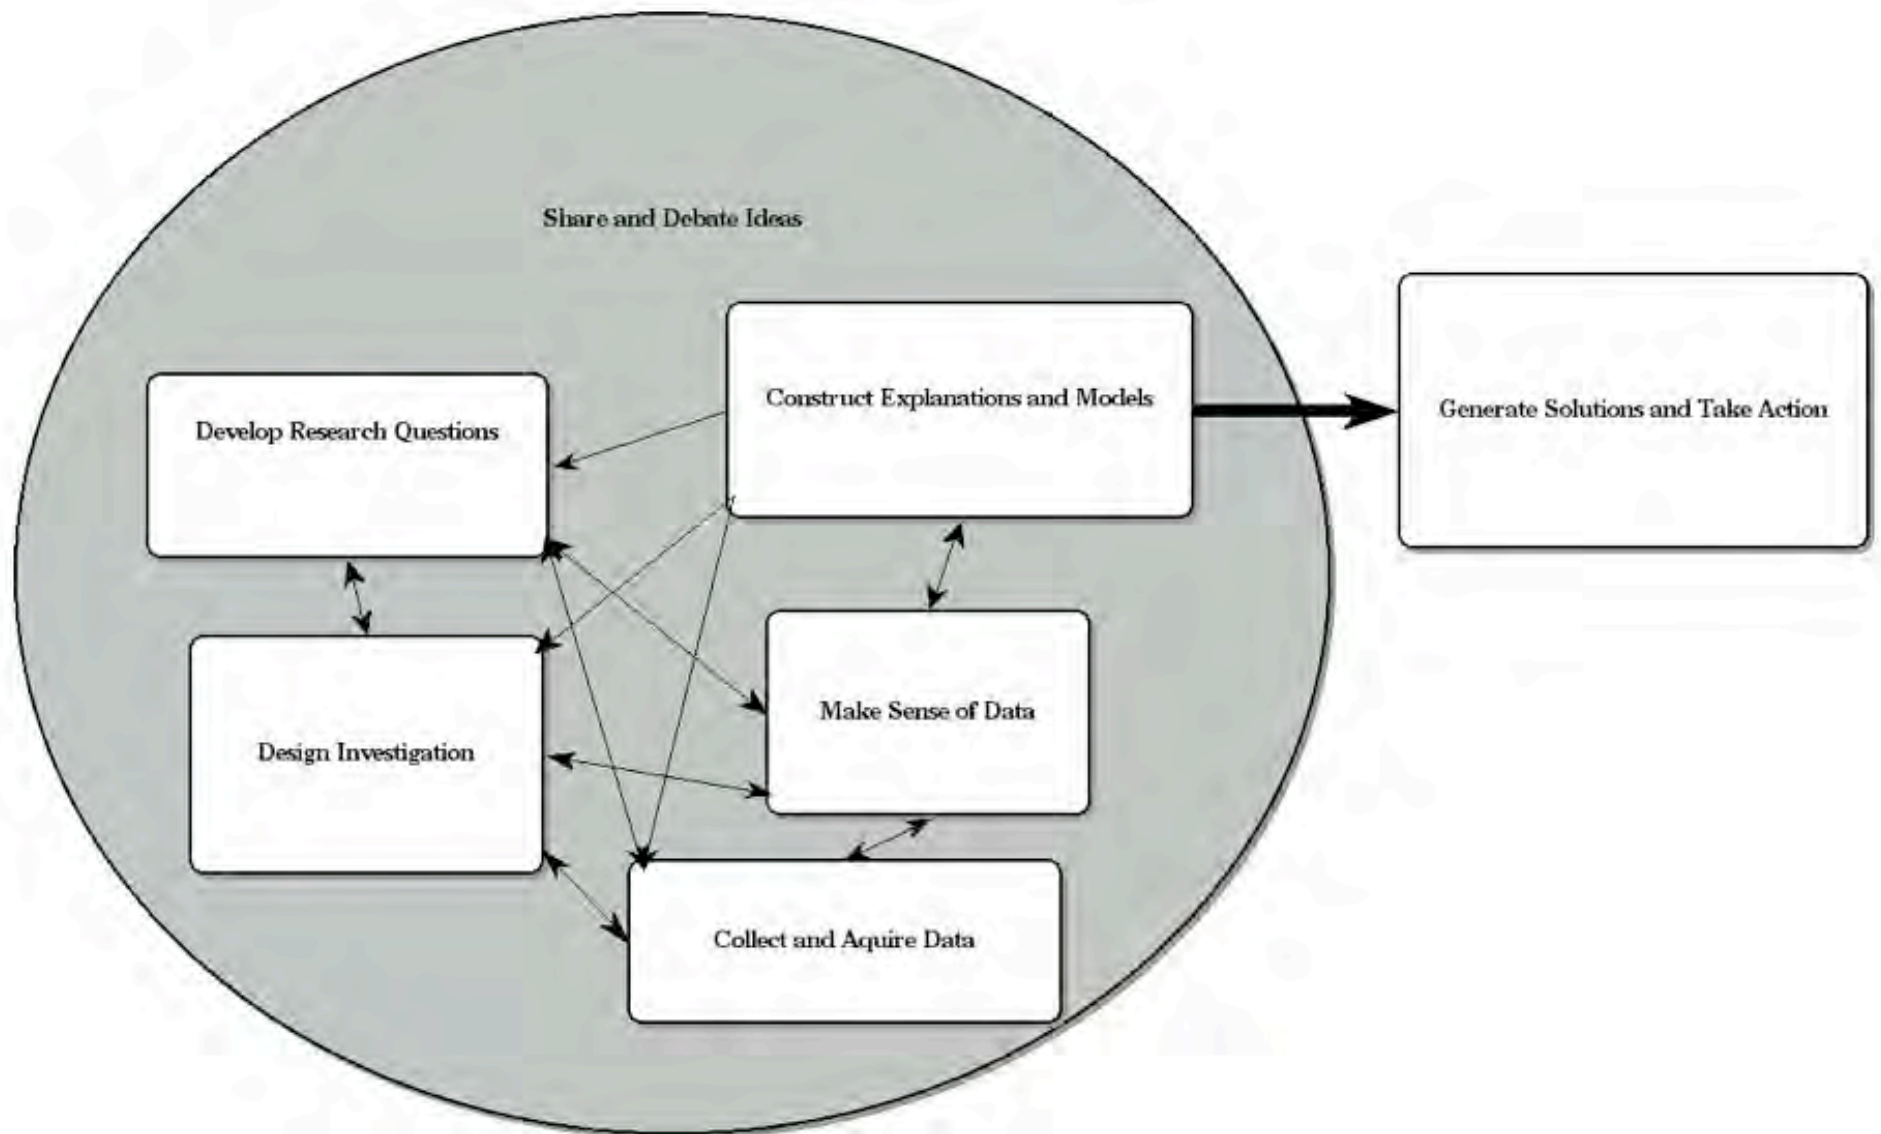 Share and Debate Ideas
Construct Explanations and Models
Generate Solutions and Take Action
Develop Research Questions
Make Sense of Data
Design Investigation
Collect and Aquire Data